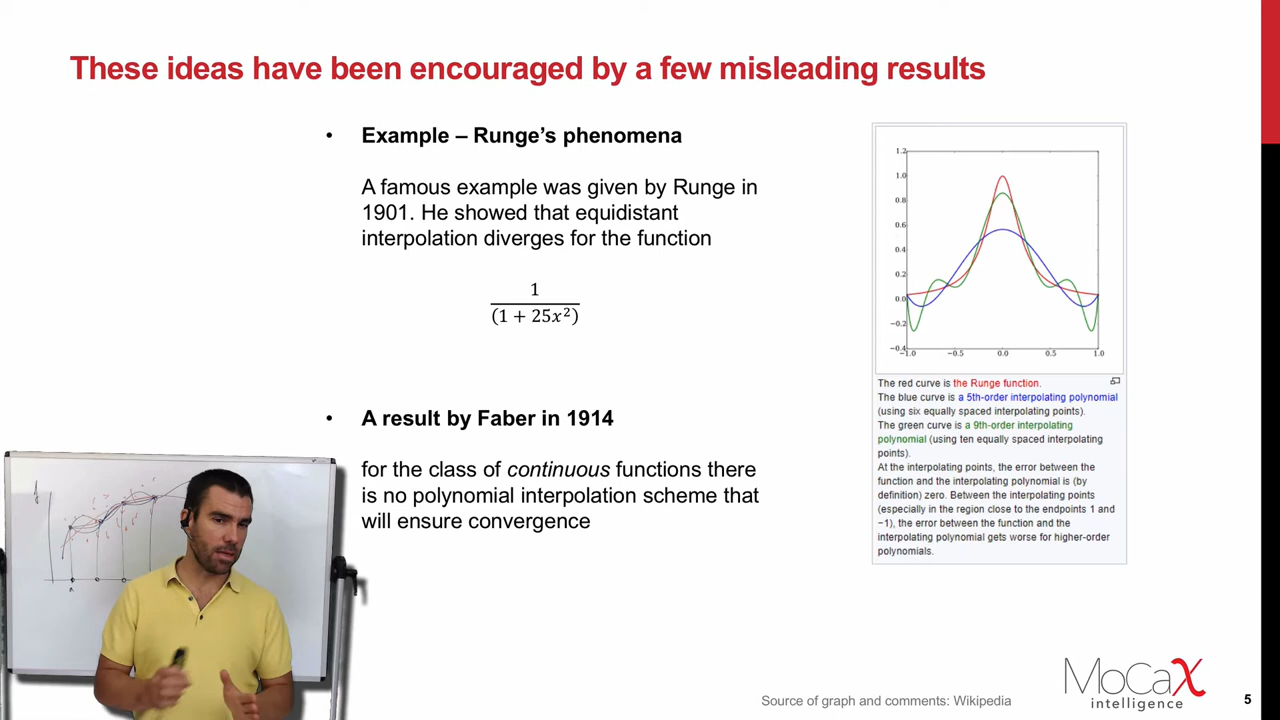 These ideas have been encouraged by a few misleading results
• Example – Runge’s phenomena
A famous example was given by Runge in
1901. He showed that equidistant
interpolation diverges for the function
1
(1 + 25x²)
• A result by Faber in 1914
for the class of continuous functions there
is no polynomial interpolation scheme that
will ensure convergence
1.2
1.0
0.8
0.6
0.4
0.2
0.0
−0.2
−0.4
−1.0 −0.5 0.0 0.5 1.0
The red curve is the Runge function.
The blue curve is a 5th-order interpolating polynomial
(using six equally spaced interpolating points).
The green curve is a 9th-order interpolating
polynomial (using ten equally spaced interpolating
points).
At the interpolating points, the error between the
function and the interpolating polynomial is (by
definition) zero. Between the interpolating points
(especially in the region close to the endpoints 1 and
−1), the error between the function and the
interpolating polynomial gets worse for higher-order
polynomials.
Source of graph and comments: Wikipedia
MoCaX
intelligence
5